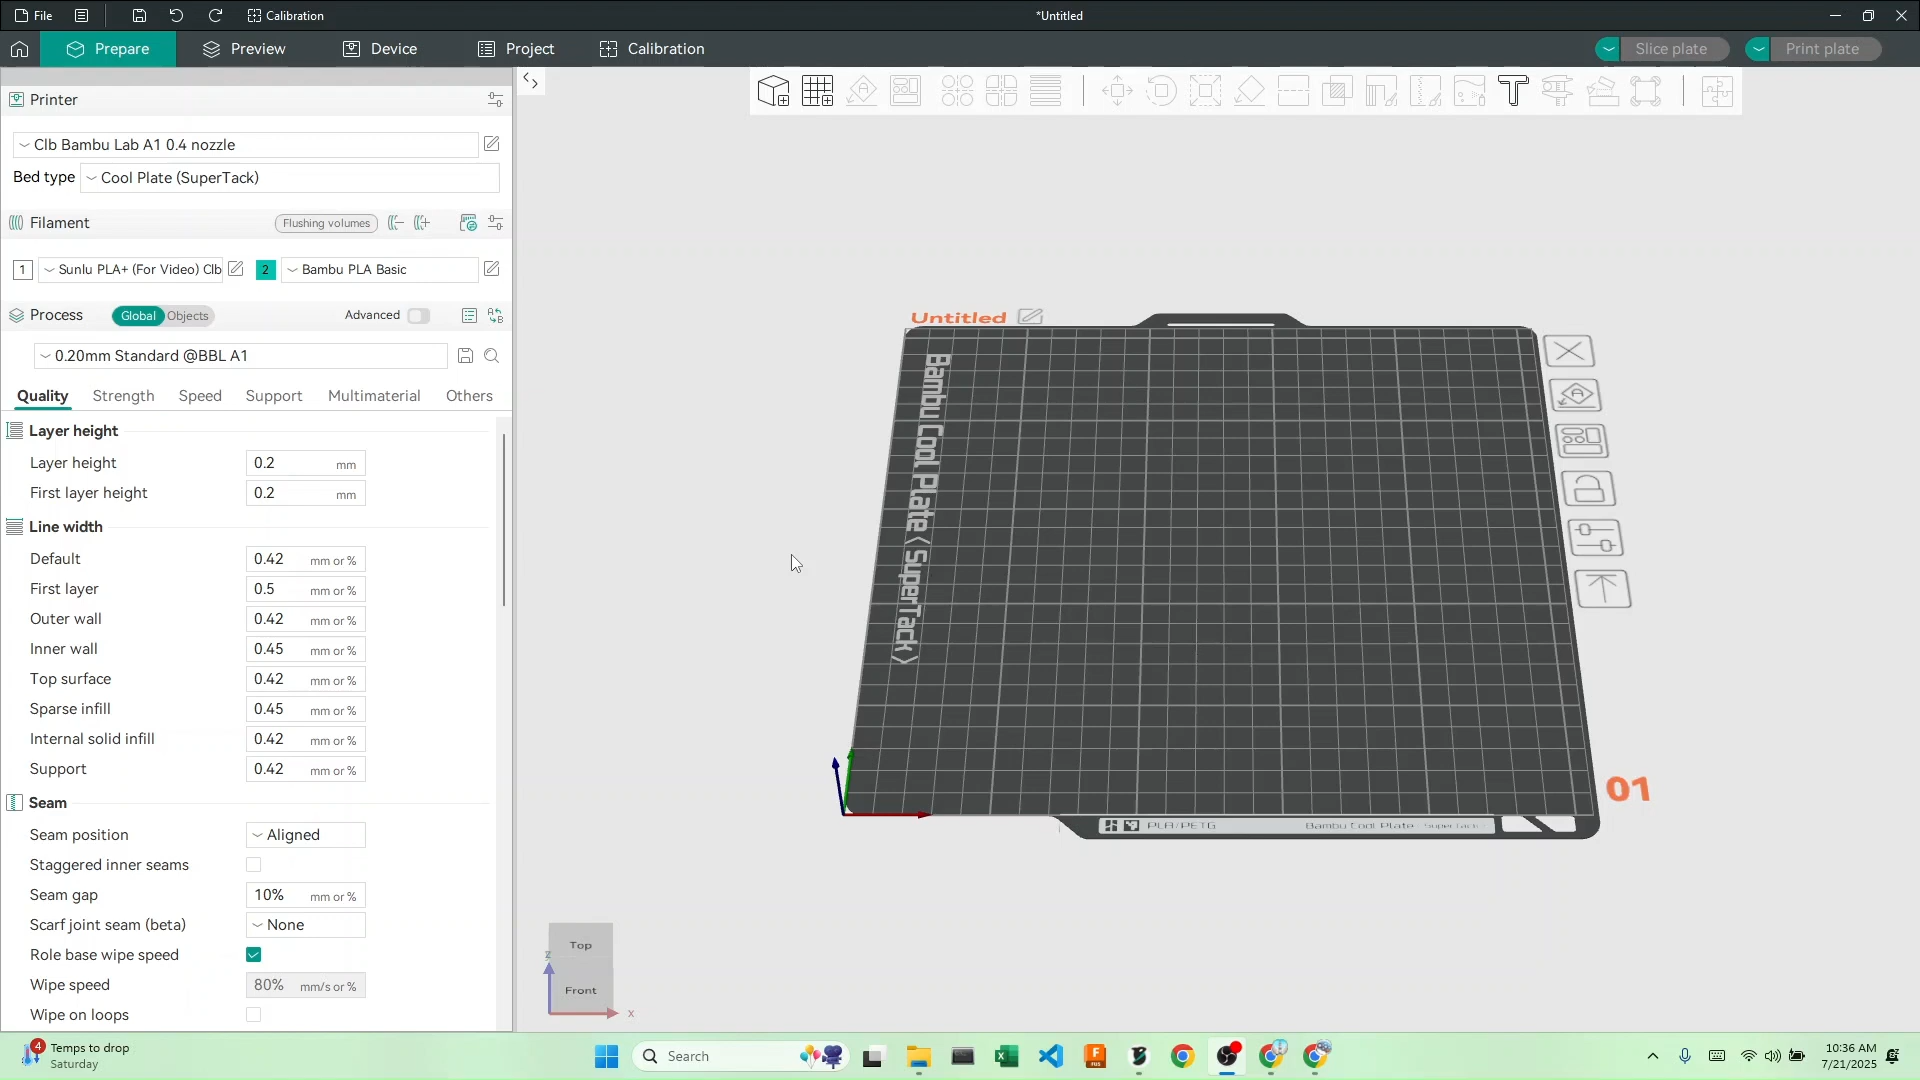 File
Calibration
*Untitled
Prepare
Preview
Device
Project
Calibration
Slice plate
Print plate
Printer
Clb Bambu Lab A1 0.4 nozzle
Bed type
Cool Plate (SuperTack)
Filament
Flushing volumes
1
Sunlu PLA+ (For Video) Clb
2
Bambu PLA Basic
Process
Global
Objects
Advanced
0.20mm Standard @BBL A1
Quality
Strength
Speed
Support
Multimaterial
Others
Layer height
Layer height 0.2 mm
First layer height 0.2 mm
Line width
Default 0.42 mm or %
First layer 0.5 mm or %
Outer wall 0.42 mm or %
Inner wall 0.45 mm or %
Top surface 0.42 mm or %
Sparse infill 0.45 mm or %
Internal solid infill 0.42 mm or %
Support 0.42 mm or %
Seam
Seam position Aligned
Staggered inner seams
Seam gap 10% mm or %
Scarf joint seam (beta) None
Role base wipe speed
Wipe speed 80% mm/s or %
Wipe on loops
Untitled
Bambu Cool Plate < SuperTack >
01
PLA/PETG
Bambu Cool Plate SuperTack
Top
Front
z
x
4
Temps to drop
Saturday
Search
10:36 AM
7/21/2025